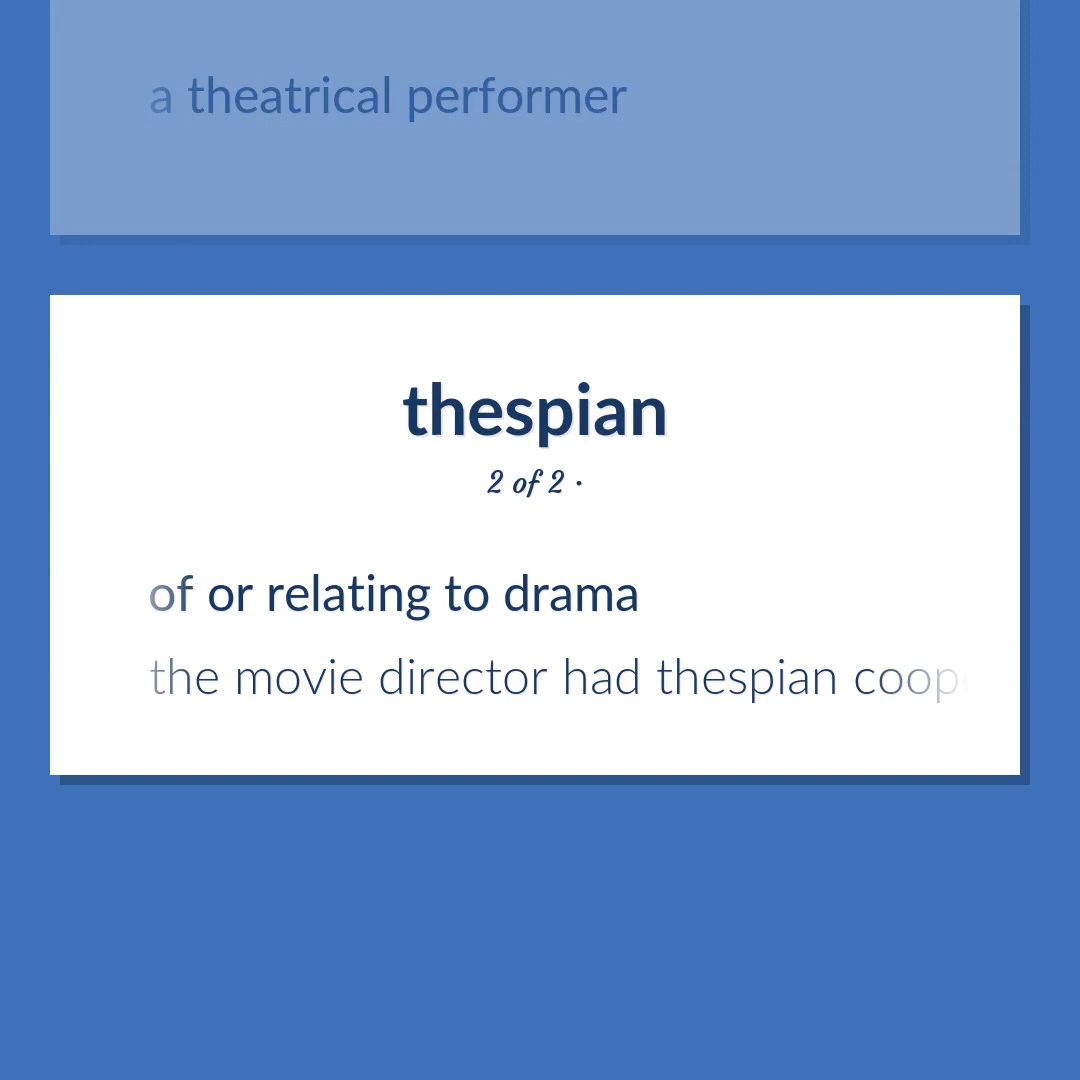 a theatrical performer
thespian
2 of 2 ·
of or relating to drama
the movie director had thespian